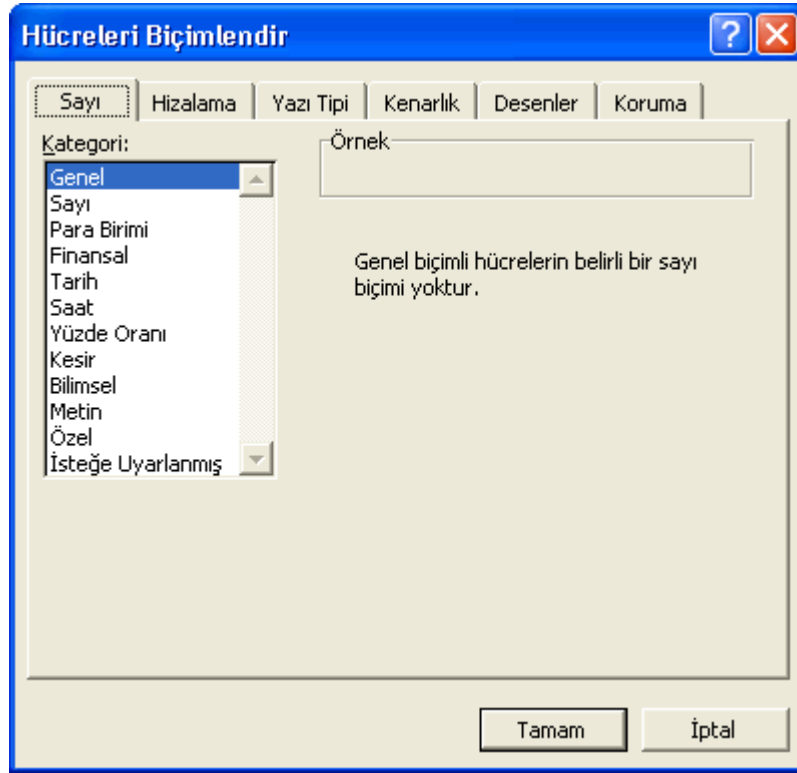 Hücreleri Biçimlendir
Sayı Hizalama Yazı Tipi Kenarlık Desenler Koruma
Kategori:
Genel
Sayı
Para Birimi
Finansal
Tarih
Saat
Yüzde Oranı
Kesir
Bilimsel
Metin
Özel
İsteğe Uyarlanmış
Örnek
Genel biçimli hücrelerin belirli bir sayı
biçimi yoktur.
Tamam İptal